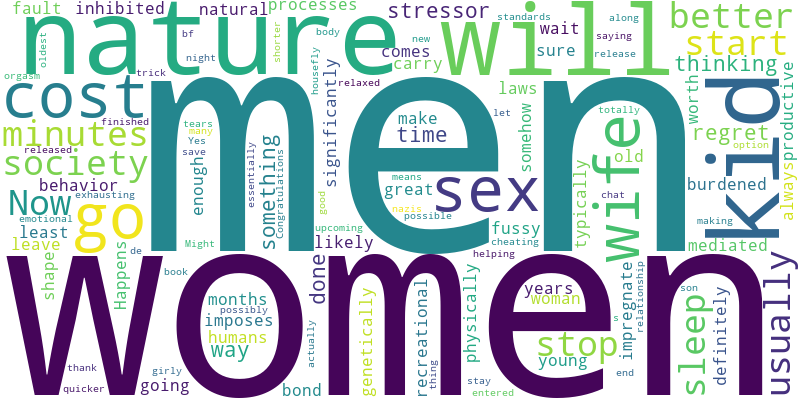 fault inhibited natural processes stressor standards along
bf wait new saying better
oldest nature night shorter body comes sure will release start
orgasm trick housefly relaxed carry laws thinking
cost men kid
minutes finished tears make let worth productive
released many time somehow totally regret
society Yes save significantly wife option
behavior enough essentially means great sex old always
Now exhausting something Congratulations nazis chat burdened
go emotional good possible typically making
least Might upcoming fussy mediated
leave de likely cheating
shape Happens book done helping
women months years relationship son usually
possibly woman impregnate
imposes genetically recreational physically s sleep definitely
humans actually stop
way young
thank girly thing end
quicker going bond stay entered